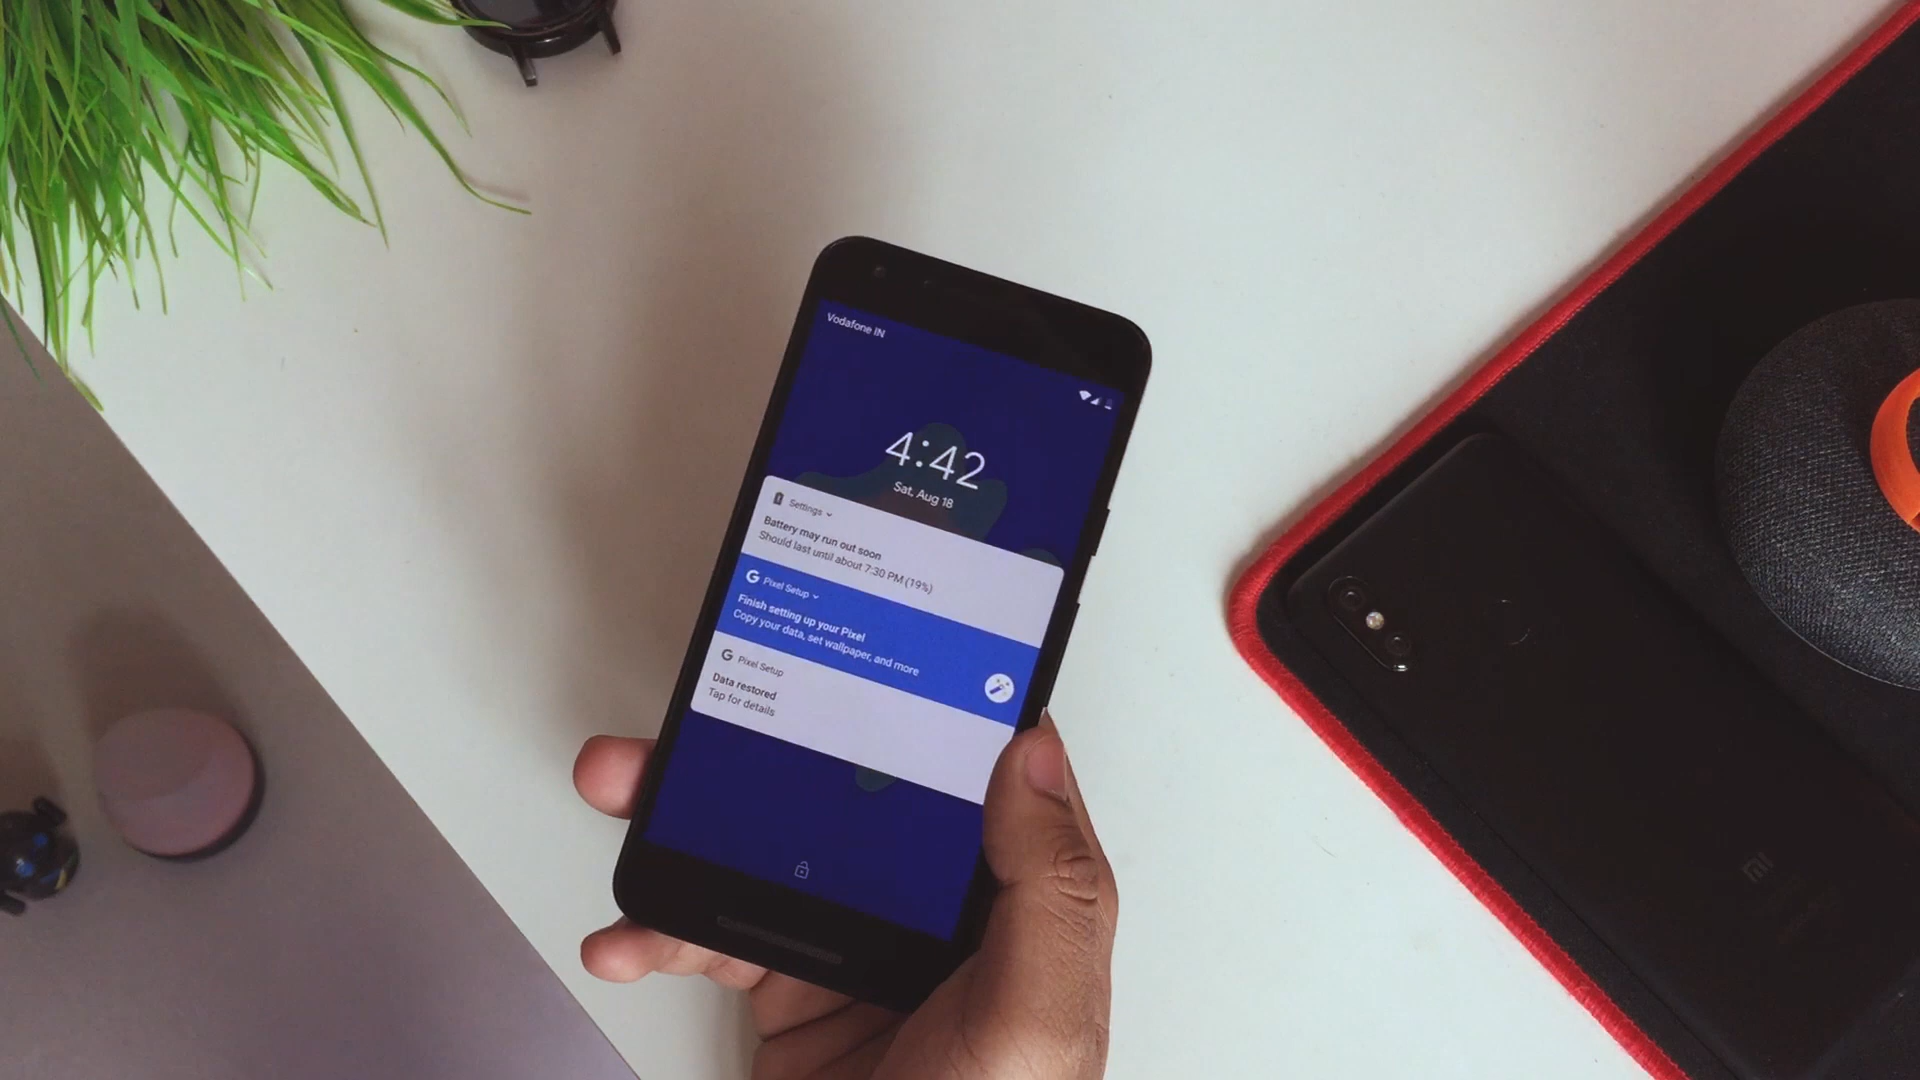 Vodafone IN
4:42
Sat, Aug 18
Settings
Battery may run out soon
Should last until about 7:30 PM (19%)
G Pixel Setup
Finish setting up your Pixel
Copy your data, set wallpaper, and more
G Pixel Setup
Data restored
Tap for details
mi